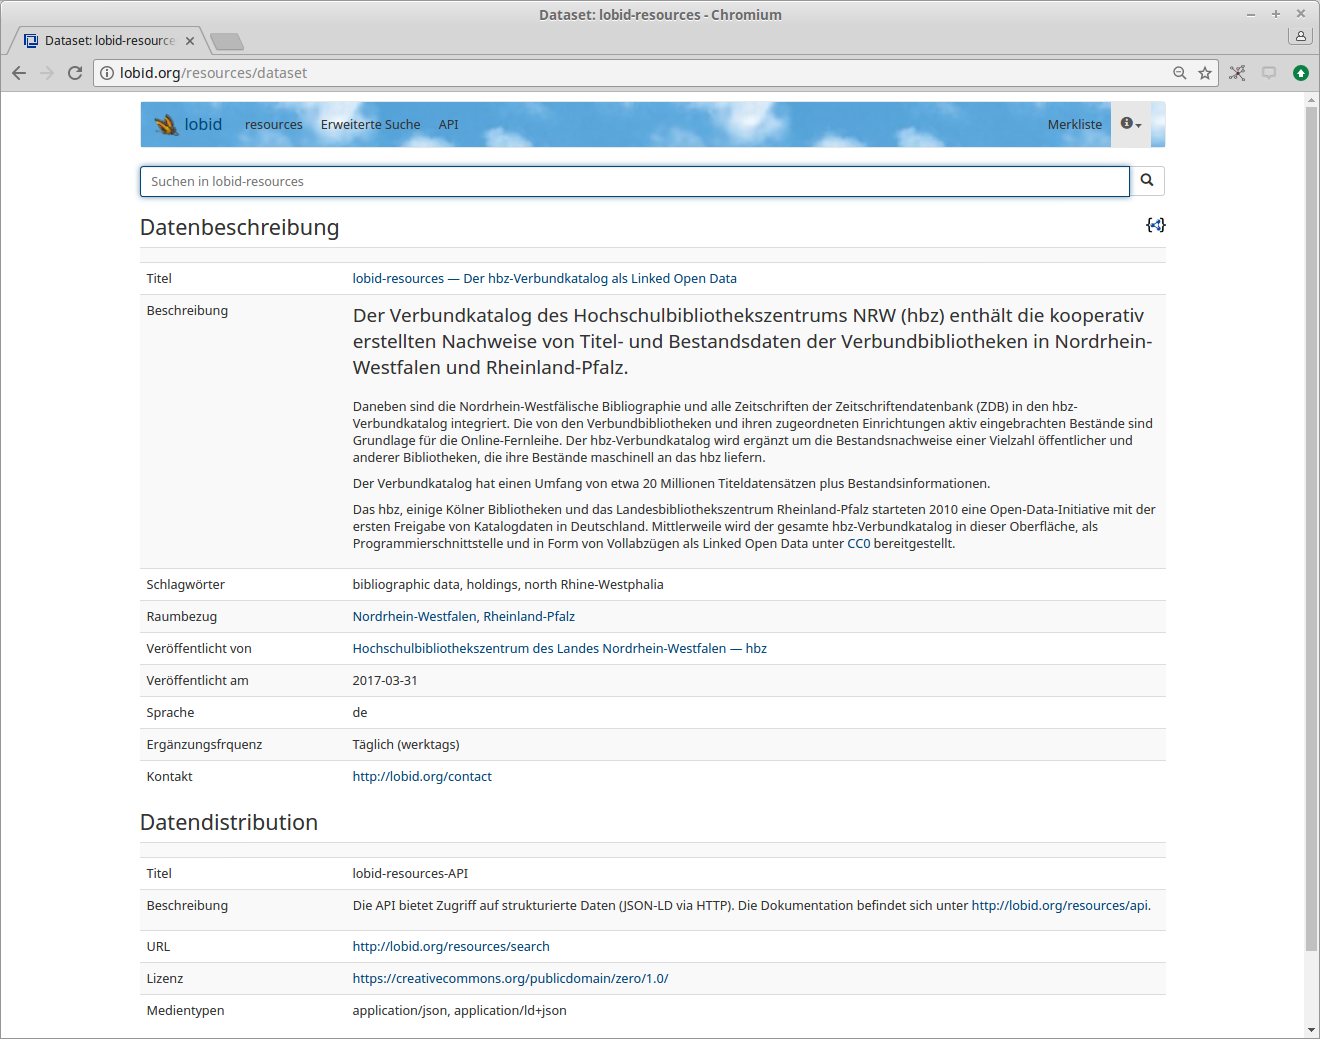 Dataset: lobid-resources - Chromium
Dataset: lobid-resource
lobid.org/resources/dataset
lobid resources Erweiterte Suche API Merkliste
Suchen in lobid-resources
Datenbeschreibung
Titel lobid-resources — Der hbz-Verbundkatalog als Linked Open Data
Beschreibung Der Verbundkatalog des Hochschulbibliothekszentrums NRW (hbz) enthält die kooperativ
erstellten Nachweise von Titel- und Bestandsdaten der Verbundbibliotheken in Nordrhein-
Westfalen und Rheinland-Pfalz.
Daneben sind die Nordrhein-Westfälische Bibliographie und alle Zeitschriften der Zeitschriftendatenbank (ZDB) in den hbz-
Verbundkatalog integriert. Die von den Verbundbibliotheken und ihren zugeordneten Einrichtungen aktiv eingebrachten Bestände sind
Grundlage für die Online-Fernleihe. Der hbz-Verbundkatalog wird ergänzt um die Bestandsnachweise einer Vielzahl öffentlicher und
anderer Bibliotheken, die ihre Bestände maschinell an das hbz liefern.
Der Verbundkatalog hat einen Umfang von etwa 20 Millionen Titeldatensätzen plus Bestandsinformationen.
Das hbz, einige Kölner Bibliotheken und das Landesbibliothekszentrum Rheinland-Pfalz starteten 2010 eine Open-Data-Initiative mit der
ersten Freigabe von Katalogdaten in Deutschland. Mittlerweile wird der gesamte hbz-Verbundkatalog in dieser Oberfläche, als
Programmierschnittstelle und in Form von Vollabzügen als Linked Open Data unter CC0 bereitgestellt.
Schlagwörter bibliographic data, holdings, north Rhine-Westphalia
Raumbezug Nordrhein-Westfalen, Rheinland-Pfalz
Veröffentlicht von Hochschulbibliothekszentrum des Landes Nordrhein-Westfalen — hbz
Veröffentlicht am 2017-03-31
Sprache de
Ergänzungsfrquenz Täglich (werktags)
Kontakt http://lobid.org/contact
Datendistribution
Titel lobid-resources-API
Beschreibung Die API bietet Zugriff auf strukturierte Daten (JSON-LD via HTTP). Die Dokumentation befindet sich unter http://lobid.org/resources/api.
URL http://lobid.org/resources/search
Lizenz https://creativecommons.org/publicdomain/zero/1.0/
Medientypen application/json, application/ld+json